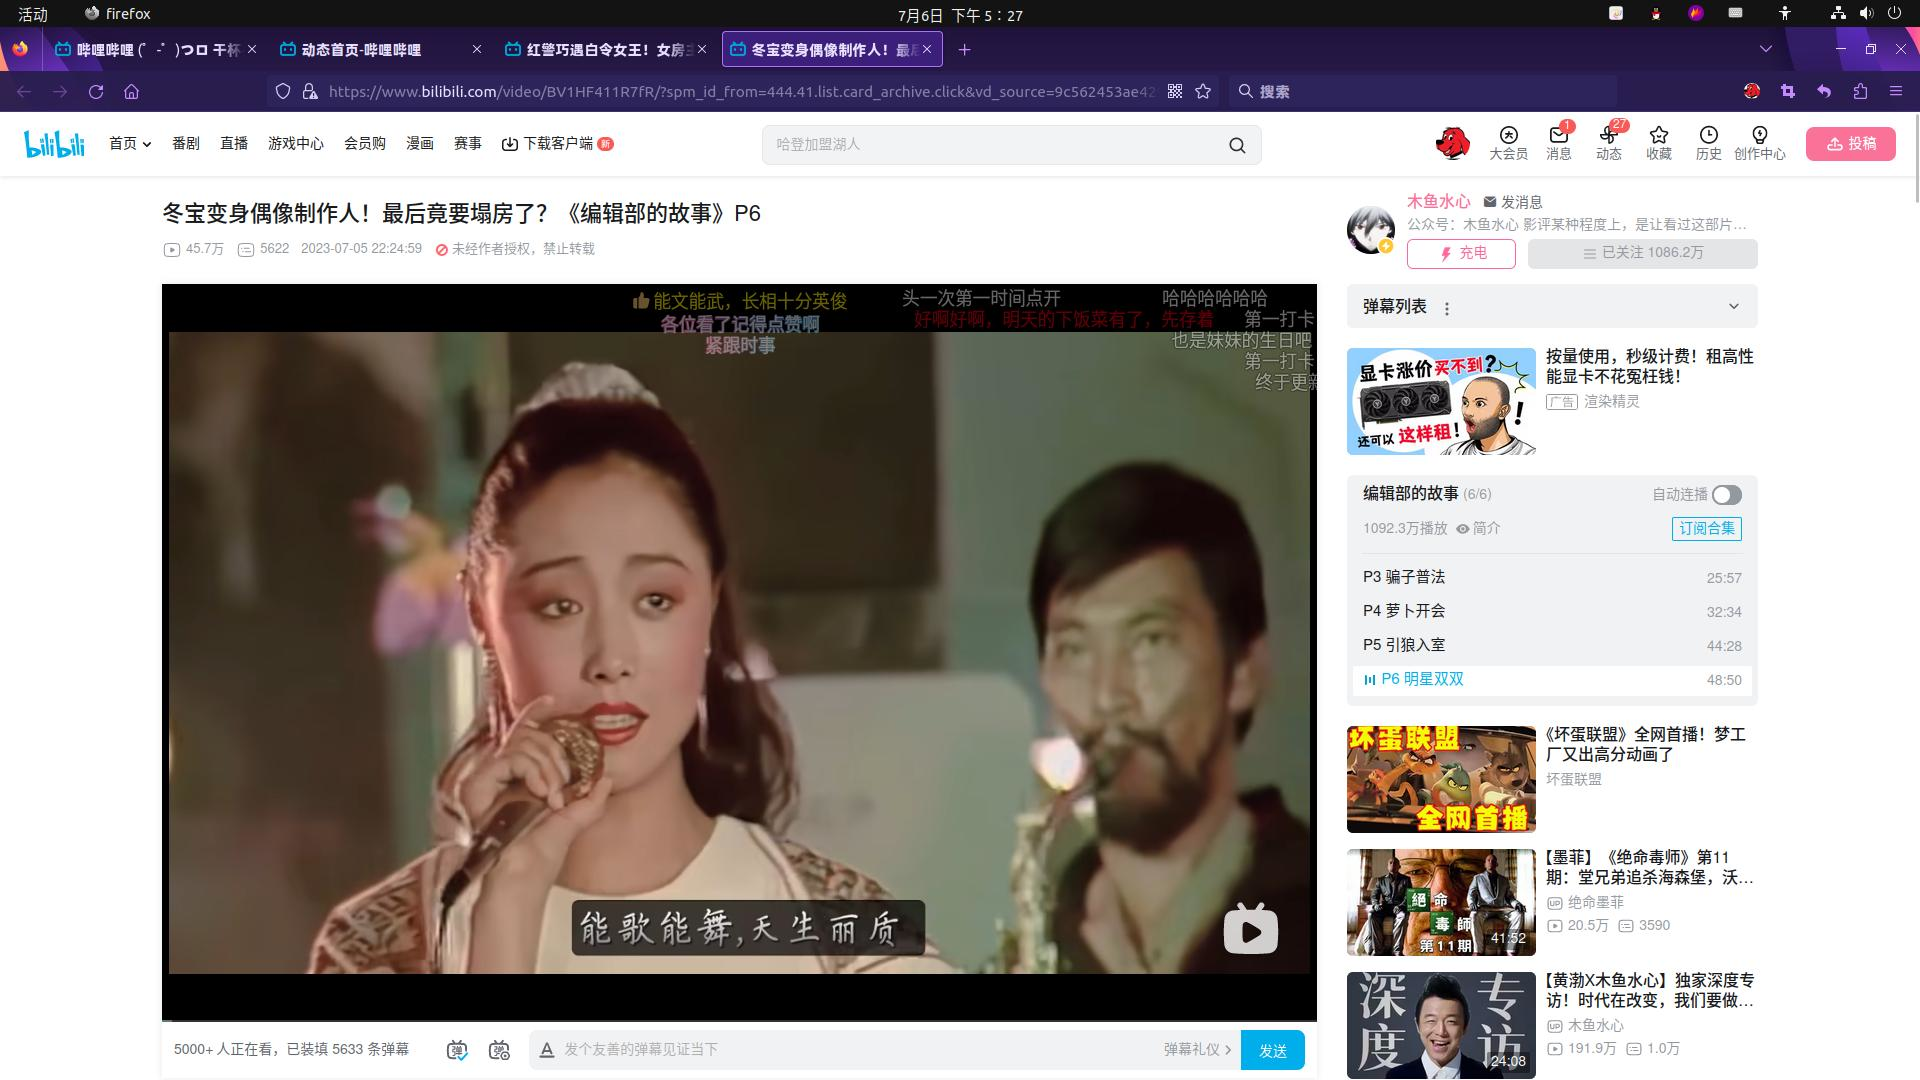 活动 firefox 7月6日 下午 5：27
哔哩哔哩 (゜-゜)つロ 干杯 动态首页-哔哩哔哩 红警巧遇白令女王！女房 冬宝变身偶像制作人！最
https://www.bilibili.com/video/BV1HF411R7fR/?spm_id_from=444.41.list.card_archive.click&vd_source=9c562453ae42 搜索
bilibili 首页 番剧 直播 游戏中心 会员购 漫画 赛事 下载客户端 新 哈登加盟湖人 大会员 1 消息 27 动态 收藏 历史 创作中心 投稿
冬宝变身偶像制作人！最后竟要塌房了？《编辑部的故事》P6
45.7万 5622 2023-07-05 22:24:59 未经作者授权，禁止转载
能文能武，长相十分英俊 头一次第一时间点开 哈哈哈哈哈哈
各位看了记得点赞啊 好啊好啊，明天的下饭菜有了，先存着 第一打卡
紧跟时事 也是妹妹的生日吧
第一打卡
终于更新
能歌能舞,天生丽质
5000+ 人正在看，已装填 5633 条弹幕 弹 弹 A 发个友善的弹幕见证当下 弹幕礼仪 发送
木鱼水心 发消息
公众号：木鱼水心 影评某种程度上，是让看过这部片…
充电 已关注 1086.2万
弹幕列表
显卡涨价买不到？
还可以 这样租！
按量使用，秒级计费！租高性
能显卡不花冤枉钱！
广告 渲染精灵
编辑部的故事 (6/6) 自动连播
1092.3万播放 简介 订阅合集
P3 骗子普法 25:57
P4 萝卜开会 32:34
P5 引狼入室 44:28
P6 明星双双 48:50
坏蛋联盟
全网首播
《坏蛋联盟》全网首播！梦工
厂又出高分动画了
坏蛋联盟
絕命
毒師
第11期
41:52
【墨菲】《绝命毒师》第11
期：堂兄弟追杀海森堡，沃…
UP 绝命墨菲
20.5万 3590
深度
专访
24:08
【黄渤X木鱼水心】独家深度专
访！时代在改变，我们要做…
UP 木鱼水心
191.9万 1.0万